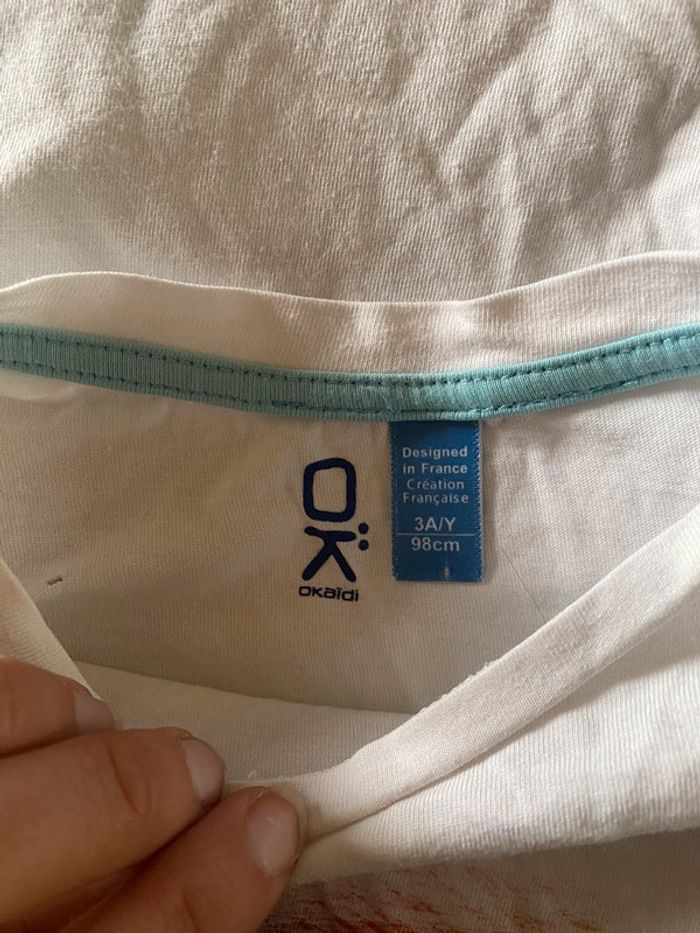 OK
OKaïdi
Designed
in France
Création
Française
3A/Y
98cm